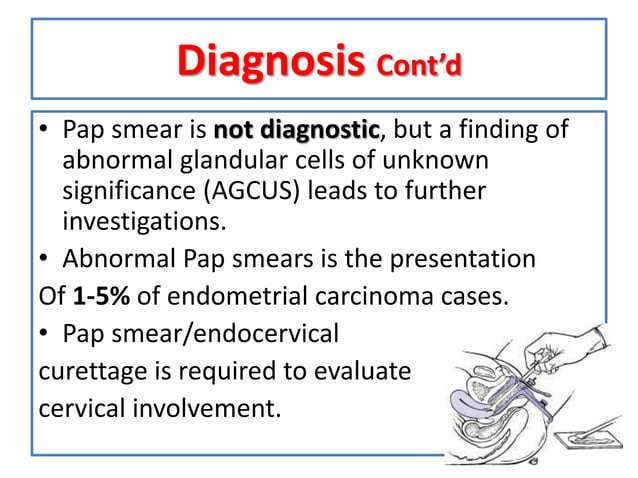 Diagnosis Cont’d
• Pap smear is not diagnostic, but a finding of
abnormal glandular cells of unknown
significance (AGCUS) leads to further
investigations.
• Abnormal Pap smears is the presentation
Of 1-5% of endometrial carcinoma cases.
• Pap smear/endocervical
curettage is required to evaluate
cervical involvement.